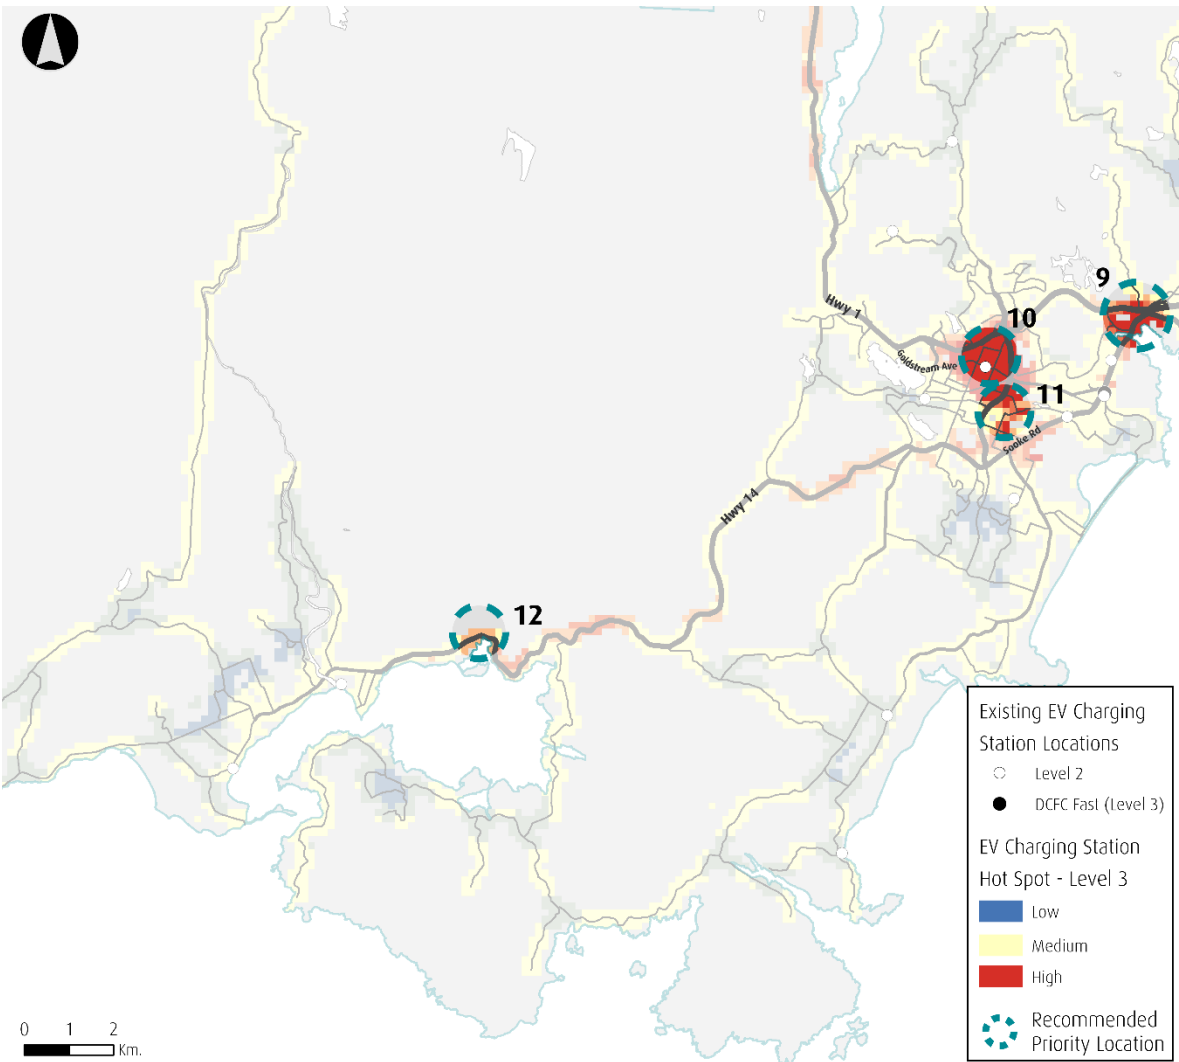 9
10
Hwy 1
Goldstream Ave
11
Sooke Rd
Hwy 14
12
Existing EV Charging
Station Locations
Level 2
DCFC Fast (Level 3)
EV Charging Station
Hot Spot - Level 3
Low
Medium
High
Recommended
Priority Location
0 1 2
Km.